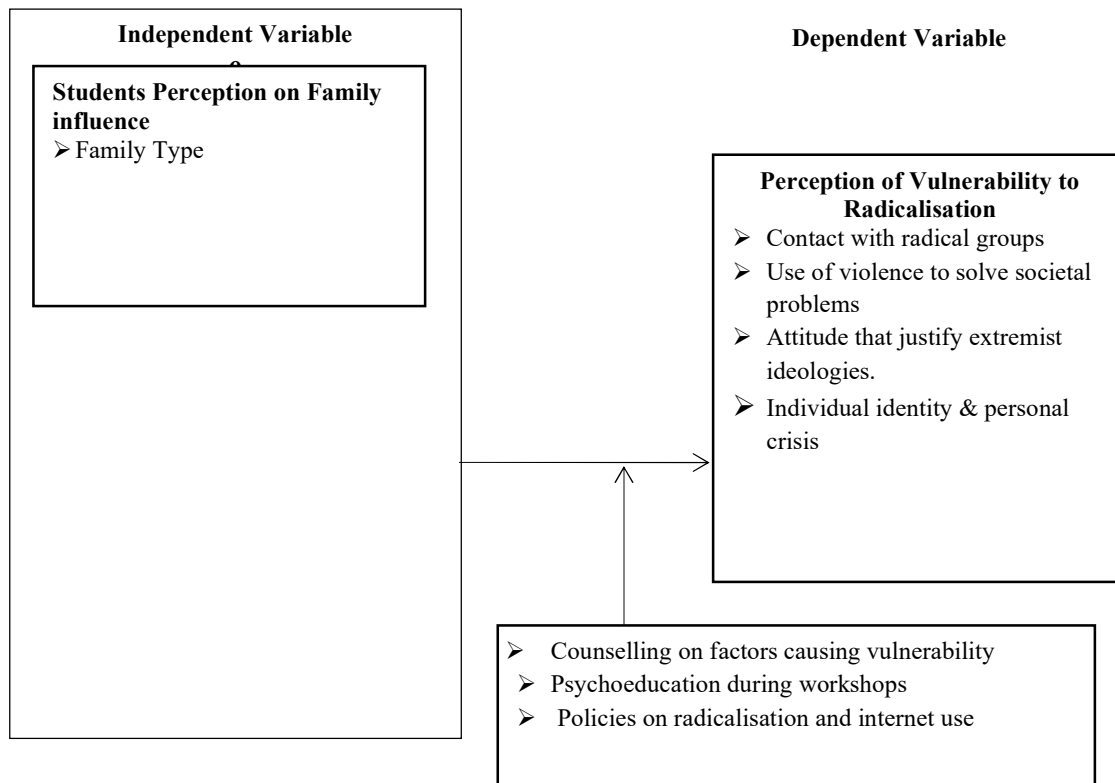 Independent Variable
Students Perception on Family
influence
➢ Family Type
Dependent Variable
Perception of Vulnerability to
Radicalisation
➢ Contact with radical groups
➢ Use of violence to solve societal
problems
➢ Attitude that justify extremist
ideologies.
➢ Individual identity & personal
crisis
➢ Counselling on factors causing vulnerability
➢ Psychoeducation during workshops
➢ Policies on radicalisation and internet use